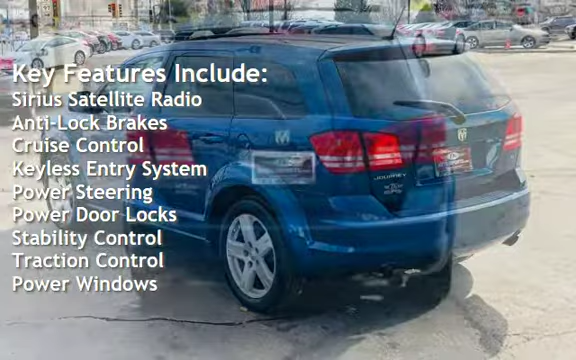 Key Features Include:
Sirius Satellite Radio
Anti-Lock Brakes
Cruise Control
Keyless Entry System
Power Steering
Power Door Locks
Stability Control
Traction Control
Power Windows
JOURNEY